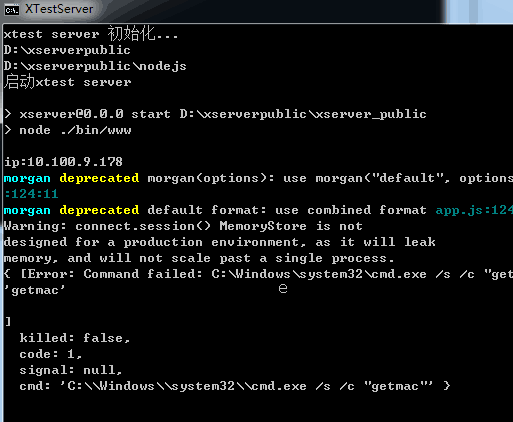 XTestServer
xtest server 初始化...
D:\xserverpublic
D:\xserverpublic\nodejs
启动xtest server
> xserver@0.0.0 start D:\xserverpublic\xserver_public
> node ./bin/www
ip:10.100.9.178
morgan deprecated morgan(options): use morgan("default", options
:124:11
morgan deprecated default format: use combined format app.js:124
Warning: connect.session() MemoryStore is not
designed for a production environment, as it will leak
memory, and will not scale past a single process.
{ [Error: Command failed: C:\Windows\system32\cmd.exe /s /c "get
'getmac'
]
killed: false,
code: 1,
signal: null,
cmd: 'C:\\Windows\\system32\\cmd.exe /s /c "getmac"' }